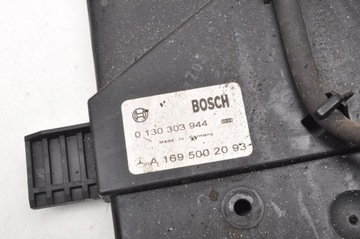 BOSCH
0 130 303 944
Made in Germany
A 169 500 20 93